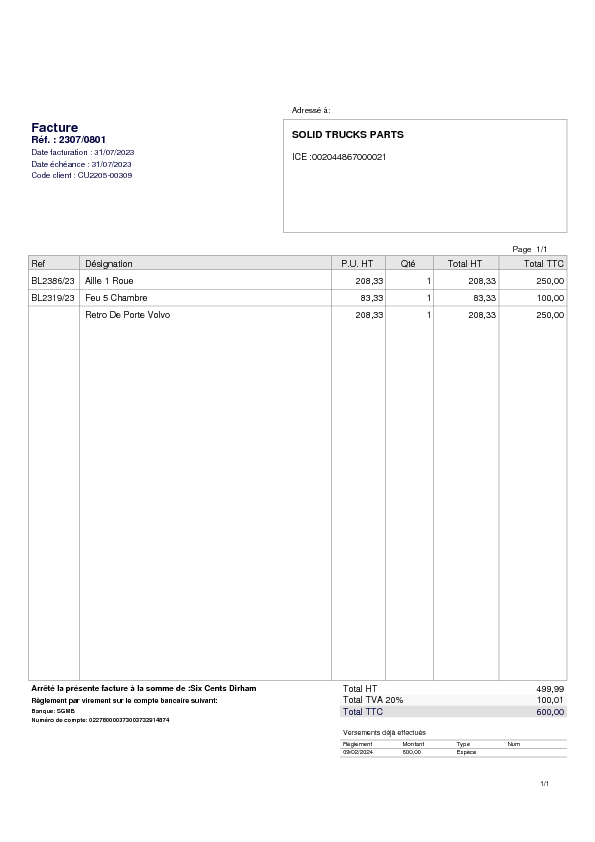 Adressé à:
Facture
Réf. : 2307/0801
Date facturation : 31/07/2023
Date échéance : 31/07/2023
Code client : CU2205-00309
SOLID TRUCKS PARTS
ICE :002044867000021
Page 1/1
Ref Désignation P.U. HT Qté Total HT Total TTC
BL2386/23 Aille 1 Roue 208,33 1 208,33 250,00
BL2319/23 Feu 5 Chambre 83,33 1 83,33 100,00
Retro De Porte Volvo 208,33 1 208,33 250,00
Arrêté la présente facture à la somme de :Six Cents Dirham
Règlement par virement sur le compte bancaire suivant:
Banque: SGMB
Numéro de compte:
Total HT 499,99
Total TVA 20% 100,01
Total TTC 600,00
Versements déjà effectués
Règlement Montant Type Num
09/02/2024 600,00 Espèce
1/1